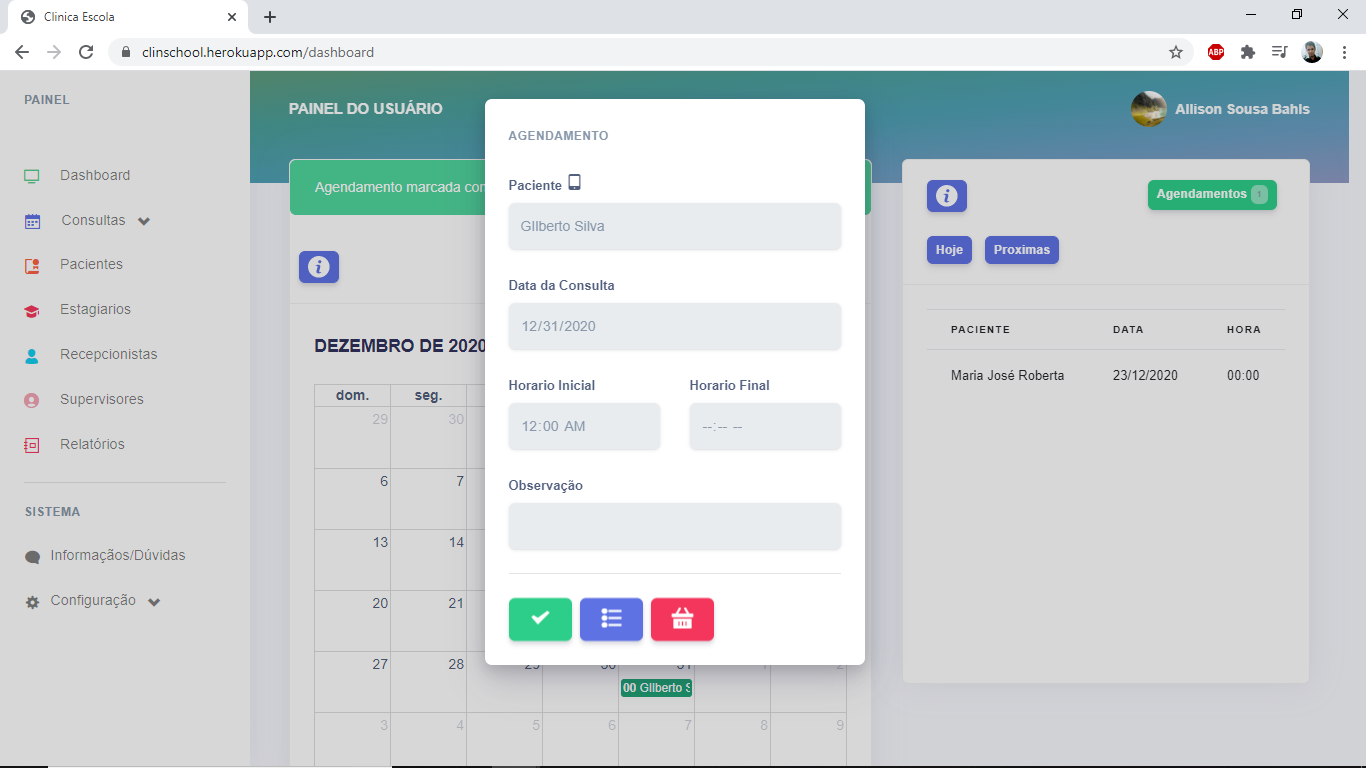 Clinica Escola
clinschool.herokuapp.com/dashboard
ABP
PAINEL
Dashboard
Consultas
Pacientes
Estagiarios
Recepcionistas
Supervisores
Relatórios
SISTEMA
Informaçãos/Dúvidas
Configuração
PAINEL DO USUÁRIO
Allison Sousa Bahls
Agendamento marcada com
DEZEMBRO DE 2020
dom. seg.
29 30
6 7
13 14
20 21
27 28 29 30 31 1 2
00 GIlberto S
3 4 5 6 7 8 9
AGENDAMENTO
Paciente
GIlberto Silva
Data da Consulta
12/31/2020
Horario Inicial Horario Final
12:00 AM --:-- --
Observação
Agendamentos 1
Hoje Proximas
PACIENTE DATA HORA
Maria José Roberta 23/12/2020 00:00